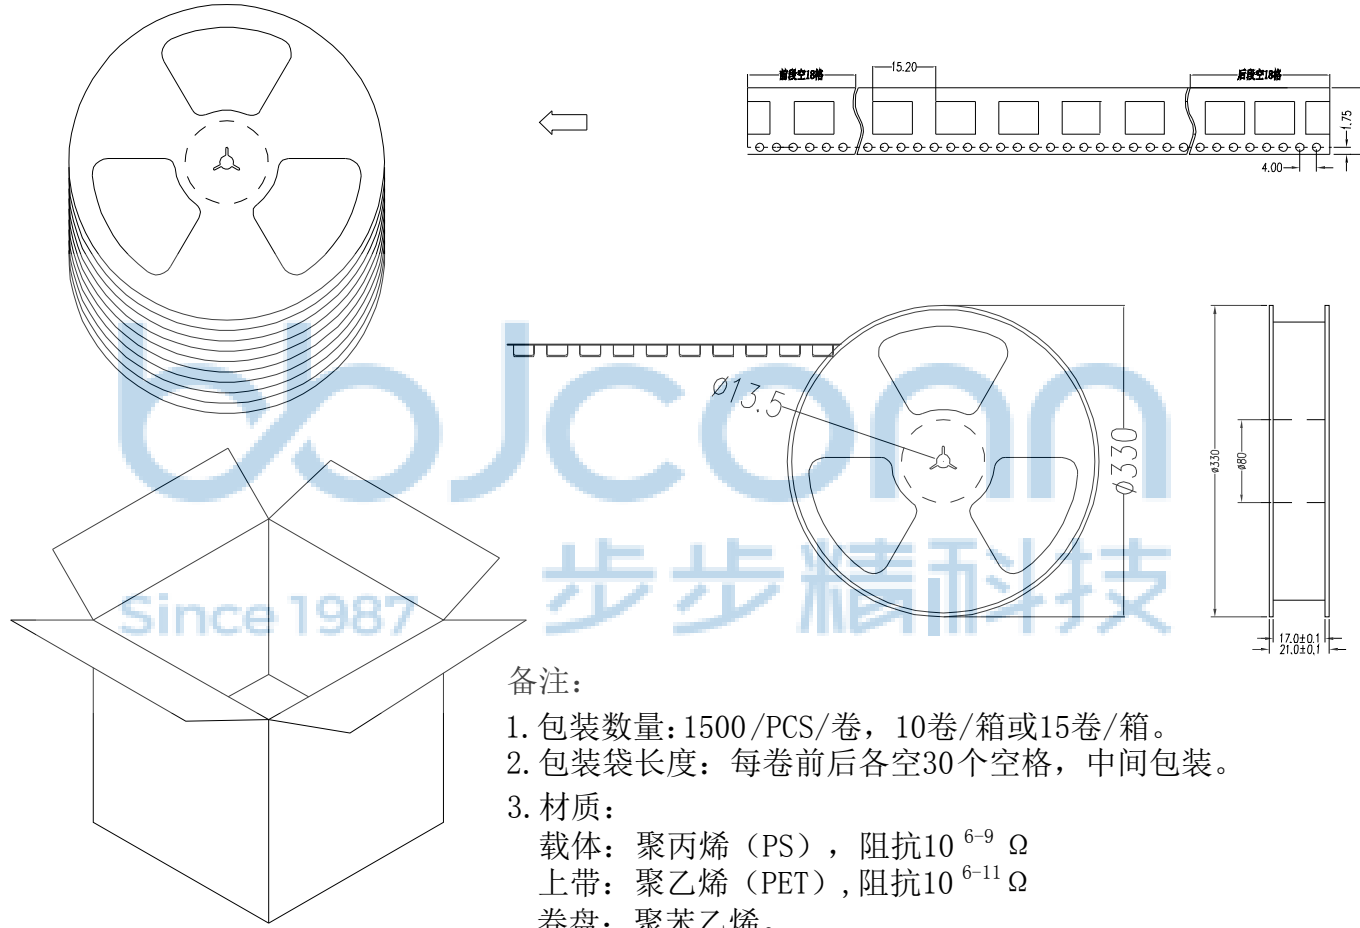 前段空18格
15.20
后段空18格
1.75
4.00
bbjconn
Ø13.5
Ø330
ø330
ø80
步步精科技
Since 1987
17.0±0.1
21.0±0.1
备注：
1.包装数量:1500/PCS/卷，10卷/箱或15卷/箱。
2.包装袋长度：每卷前后各空30个空格，中间包装。
3.材质：
载体：聚丙烯（PS），阻抗10 6-9 Ω
上带：聚乙烯（PET）,阻抗10 6-11 Ω
卷盘：聚苯乙烯。